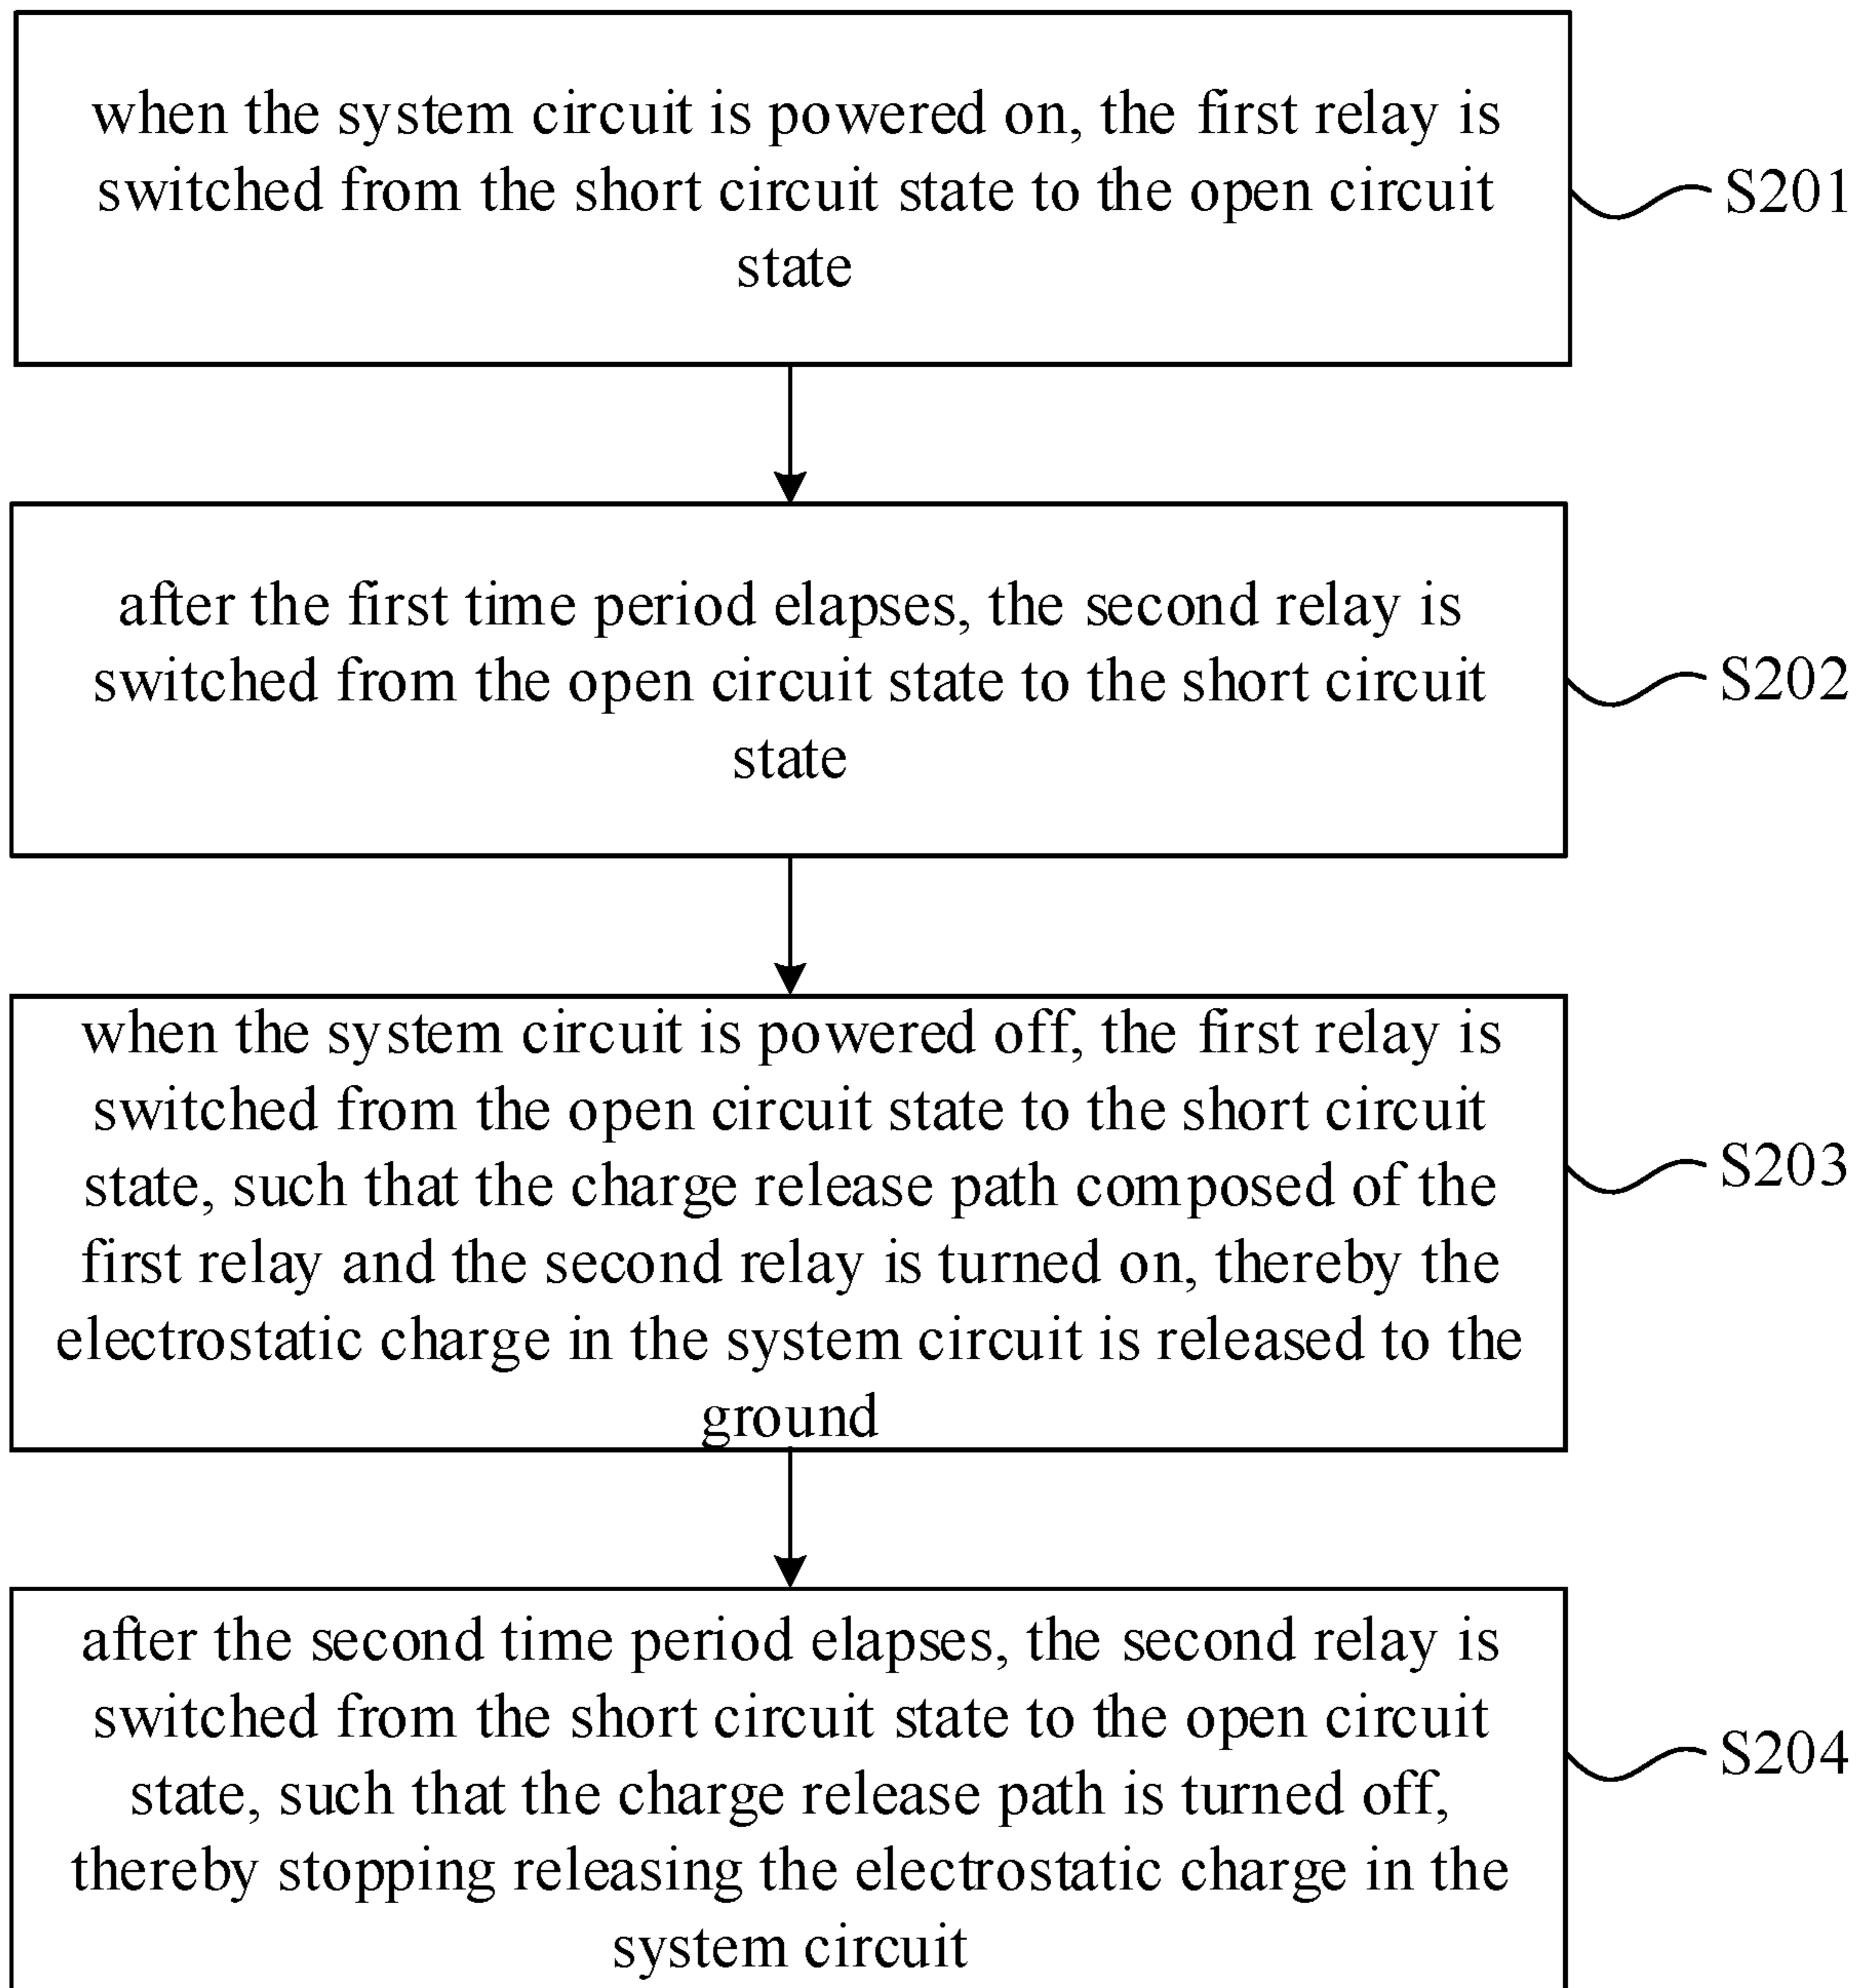 when the system circuit is powered on, the first relay is
switched from the short circuit state to the open circuit
state
S201
after the first time period elapses, the second relay is
switched from the open circuit state to the short circuit
state
S202
when the system circuit is powered off, the first relay is
switched from the open circuit state to the short circuit
state, such that the charge release path composed of the
first relay and the second relay is turned on, thereby the
electrostatic charge in the system circuit is released to the
ground
S203
after the second time period elapses, the second relay is
switched from the short circuit state to the open circuit
state, such that the charge release path is turned off,
thereby stopping releasing the electrostatic charge in the
system circuit
S204